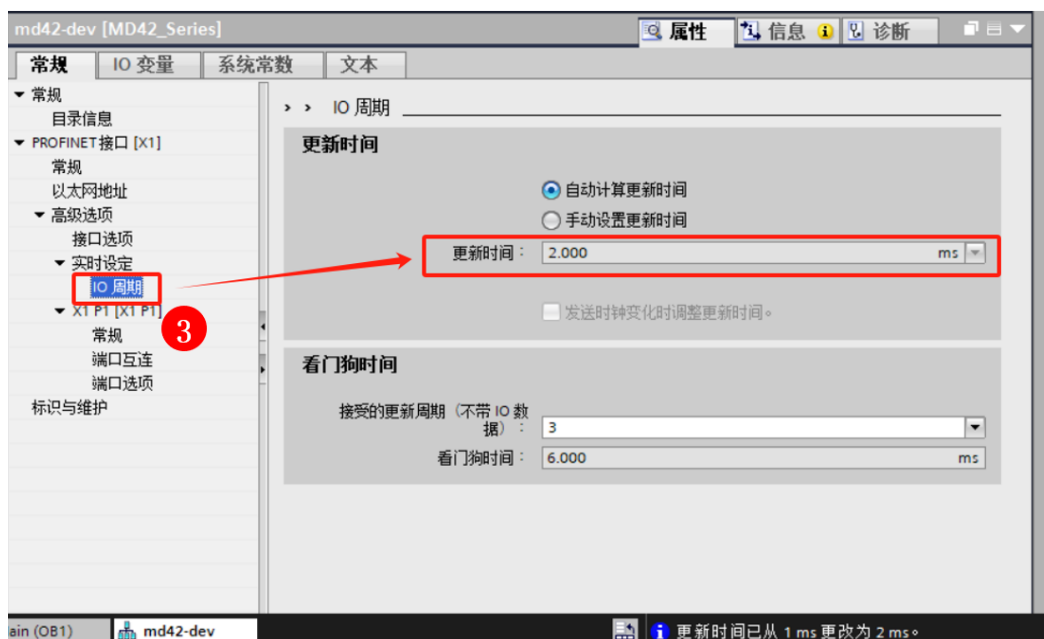 md42-dev [MD42_Series]
属性 信息 诊断
常规 IO 变量 系统常数 文本
常规
目录信息
PROFINET接口 [X1]
常规
以太网地址
高级选项
接口选项
实时设定
IO 周期
X1 P1 [X1 P1]
常规
端口互连
端口选项
标识与维护
3
> > IO 周期
更新时间
自动计算更新时间
手动设置更新时间
更新时间： 2.000 ms
发送时钟变化时调整更新时间。
看门狗时间
接受的更新周期（不带 IO 数
据）： 3
看门狗时间： 6.000 ms
ain (OB1) md42-dev 更新时间已从 1 ms 更改为 2 ms。